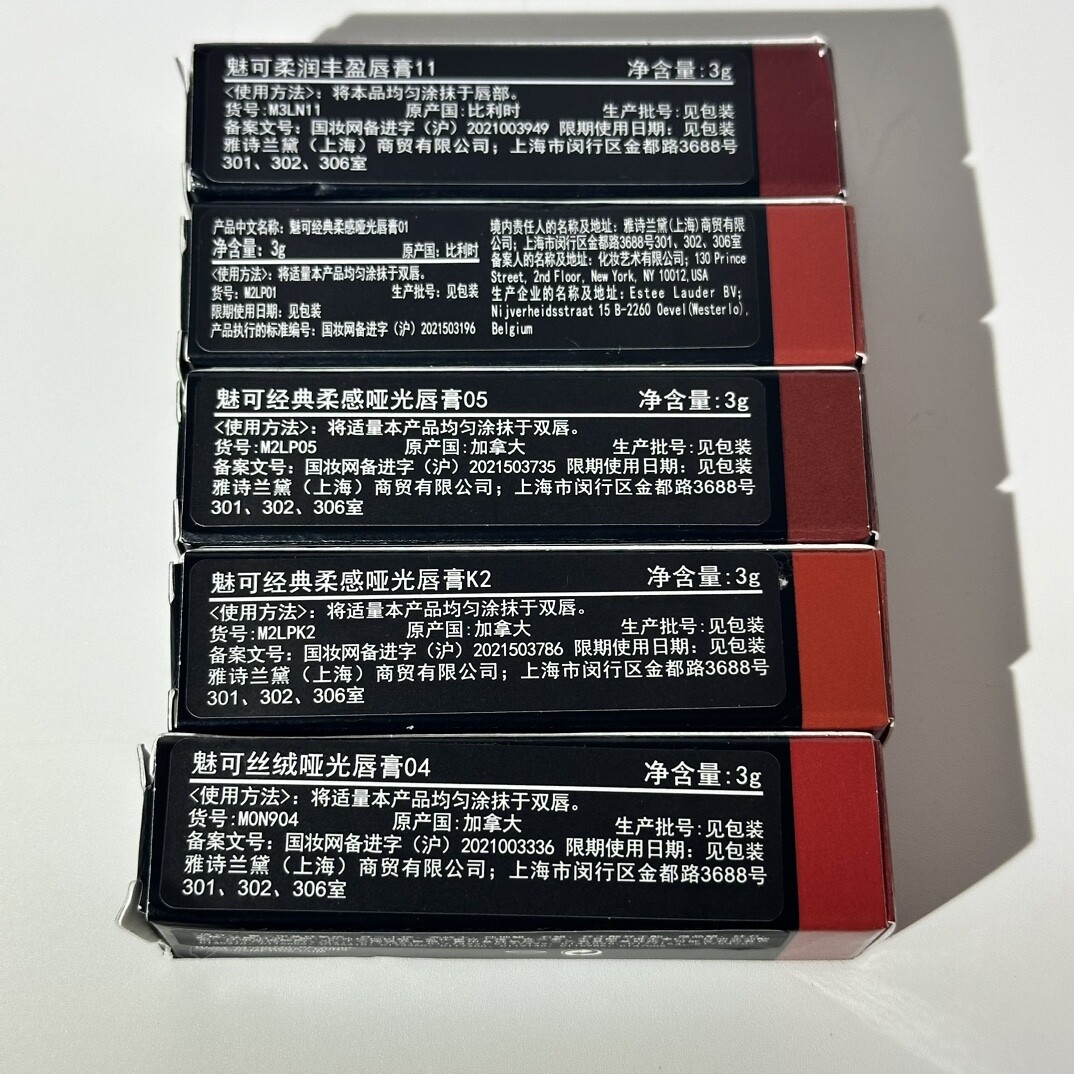 魅可柔润丰盈唇膏11 净含量:3g
<使用方法>：将本品均匀涂抹于唇部。
货号:M3LN11 原产国:比利时 生产批号:见包装
备案文号：国妆网备进字（沪）2021003949 限期使用日期：见包装
雅诗兰黛（上海）商贸有限公司；上海市闵行区金都路3688号
301、302、306室
产品中文名称：魅可经典柔感哑光唇膏01
净含量：3g 原产国：比利时
<使用方法>：将适量本产品均匀涂抹于双唇。
货号：M2LP01 生产批号：见包装
限期使用日期：见包装
产品执行的标准编号：国妆网备进字（沪）2021503196
境内责任人的名称及地址：雅诗兰黛(上海)商贸有限
公司；上海市闵行区金都路3688号301、302、306室
备案人的名称及地址：化妆艺术有限公司；130 Prince
Street, 2nd Floor, New York, NY 10012,USA
生产企业的名称及地址：Estee Lauder BV;
Nijverheidsstraat 15 B-2260 Oevel(Westerlo),
Belgium
魅可经典柔感哑光唇膏05 净含量:3g
<使用方法>：将适量本产品均匀涂抹于双唇。
货号:M2LP05 原产国:加拿大 生产批号:见包装
备案文号：国妆网备进字（沪）2021503735 限期使用日期：见包装
雅诗兰黛（上海）商贸有限公司；上海市闵行区金都路3688号
301、302、306室
魅可经典柔感哑光唇膏K2 净含量:3g
<使用方法>：将适量本产品均匀涂抹于双唇。
货号:M2LPK2 原产国:加拿大 生产批号:见包装
备案文号：国妆网备进字（沪）2021503786 限期使用日期：见包装
雅诗兰黛（上海）商贸有限公司；上海市闵行区金都路3688号
301、302、306室
魅可丝绒哑光唇膏04 净含量:3g
<使用方法>：将适量本产品均匀涂抹于双唇。
货号:MON904 原产国:加拿大 生产批号:见包装
备案文号：国妆网备进字（沪）2021003336 限期使用日期：见包装
雅诗兰黛（上海）商贸有限公司；上海市闵行区金都路3688号
301、302、306室